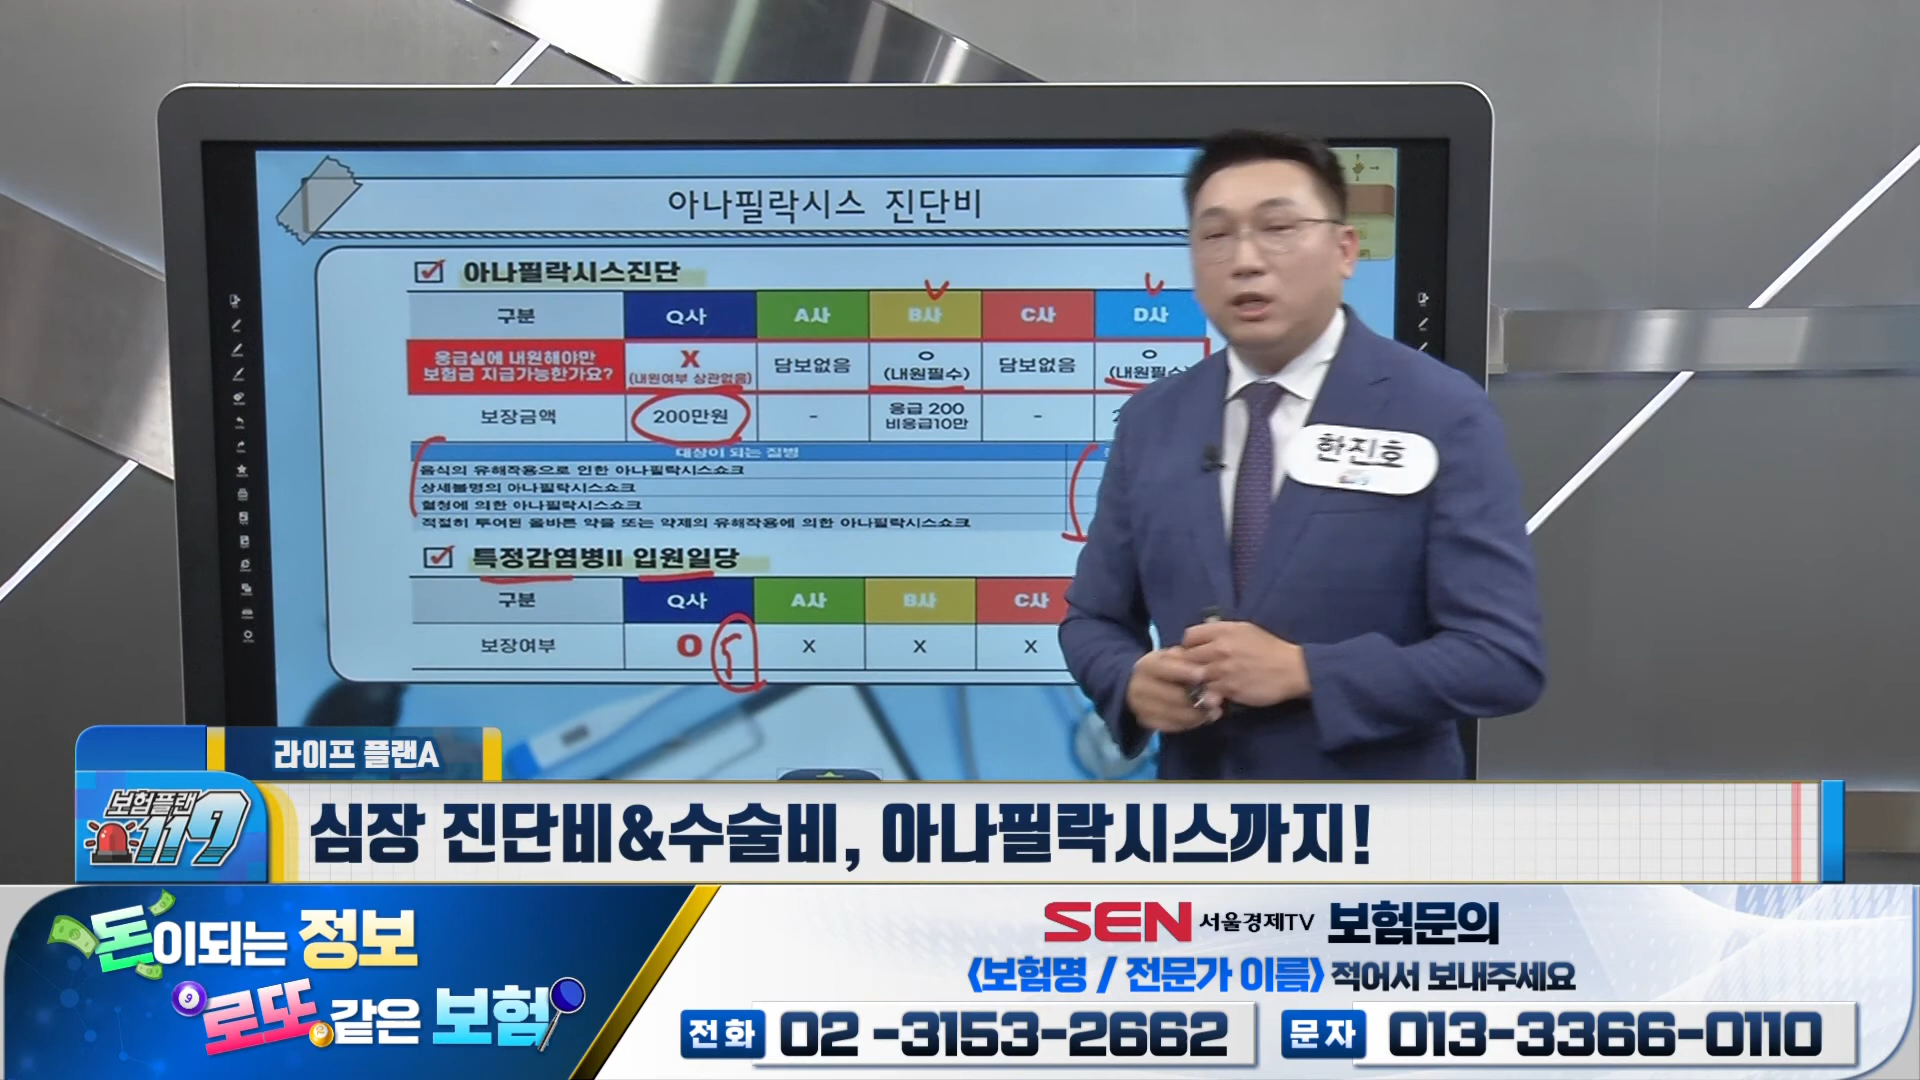 아나필락시스 진단비
아나필락시스진단
구분 Q사 A사 B사 C사 D사
응급실에 내원해야만 보험금 지급가능한가요? X (내원여부 상관없음) 담보없음 O (내원필수) 담보없음 O (내원필수)
보장금액 200만원 - 응급 200 비응급10만 -
대상이 되는 질병
음식의 유해작용으로 인한 아나필락시스쇼크
상세불명의 아나필락시스쇼크
혈청에 의한 아나필락시스쇼크
적절히 투여된 올바른 약물 또는 약제의 유해작용에 의한 아나필락시스쇼크
특정감염병II 입원일당
구분 Q사 A사 B사 C사
보장여부 O X X X
한진호
라이프 플랜A
보험플랜 119
심장 진단비&수술비, 아나필락시스까지!
돈이되는 정보
로또 같은 보험
SEN 서울경제TV 보험문의
<보험명 / 전문가 이름> 적어서 보내주세요
전화 02-3153-2662 문자 013-3366-0110